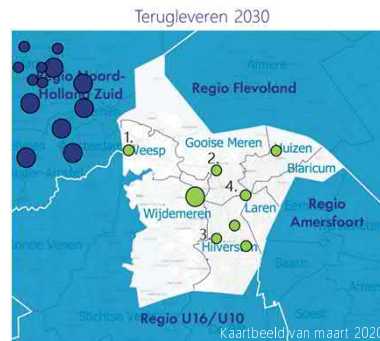 Terugleveren 2030
Almere
Regio Noord-
Holland Zuid
Regio Flevoland
1.
Weesp
Gooise Meren
Huizen
2.
Blaricum
4.
Wijdemeren
Laren
Regio
Amersfoort
3.
Hilversum
Baarn
Soest
Stichtse
Regio U16/U10
Kaartbeeld van maart 2020